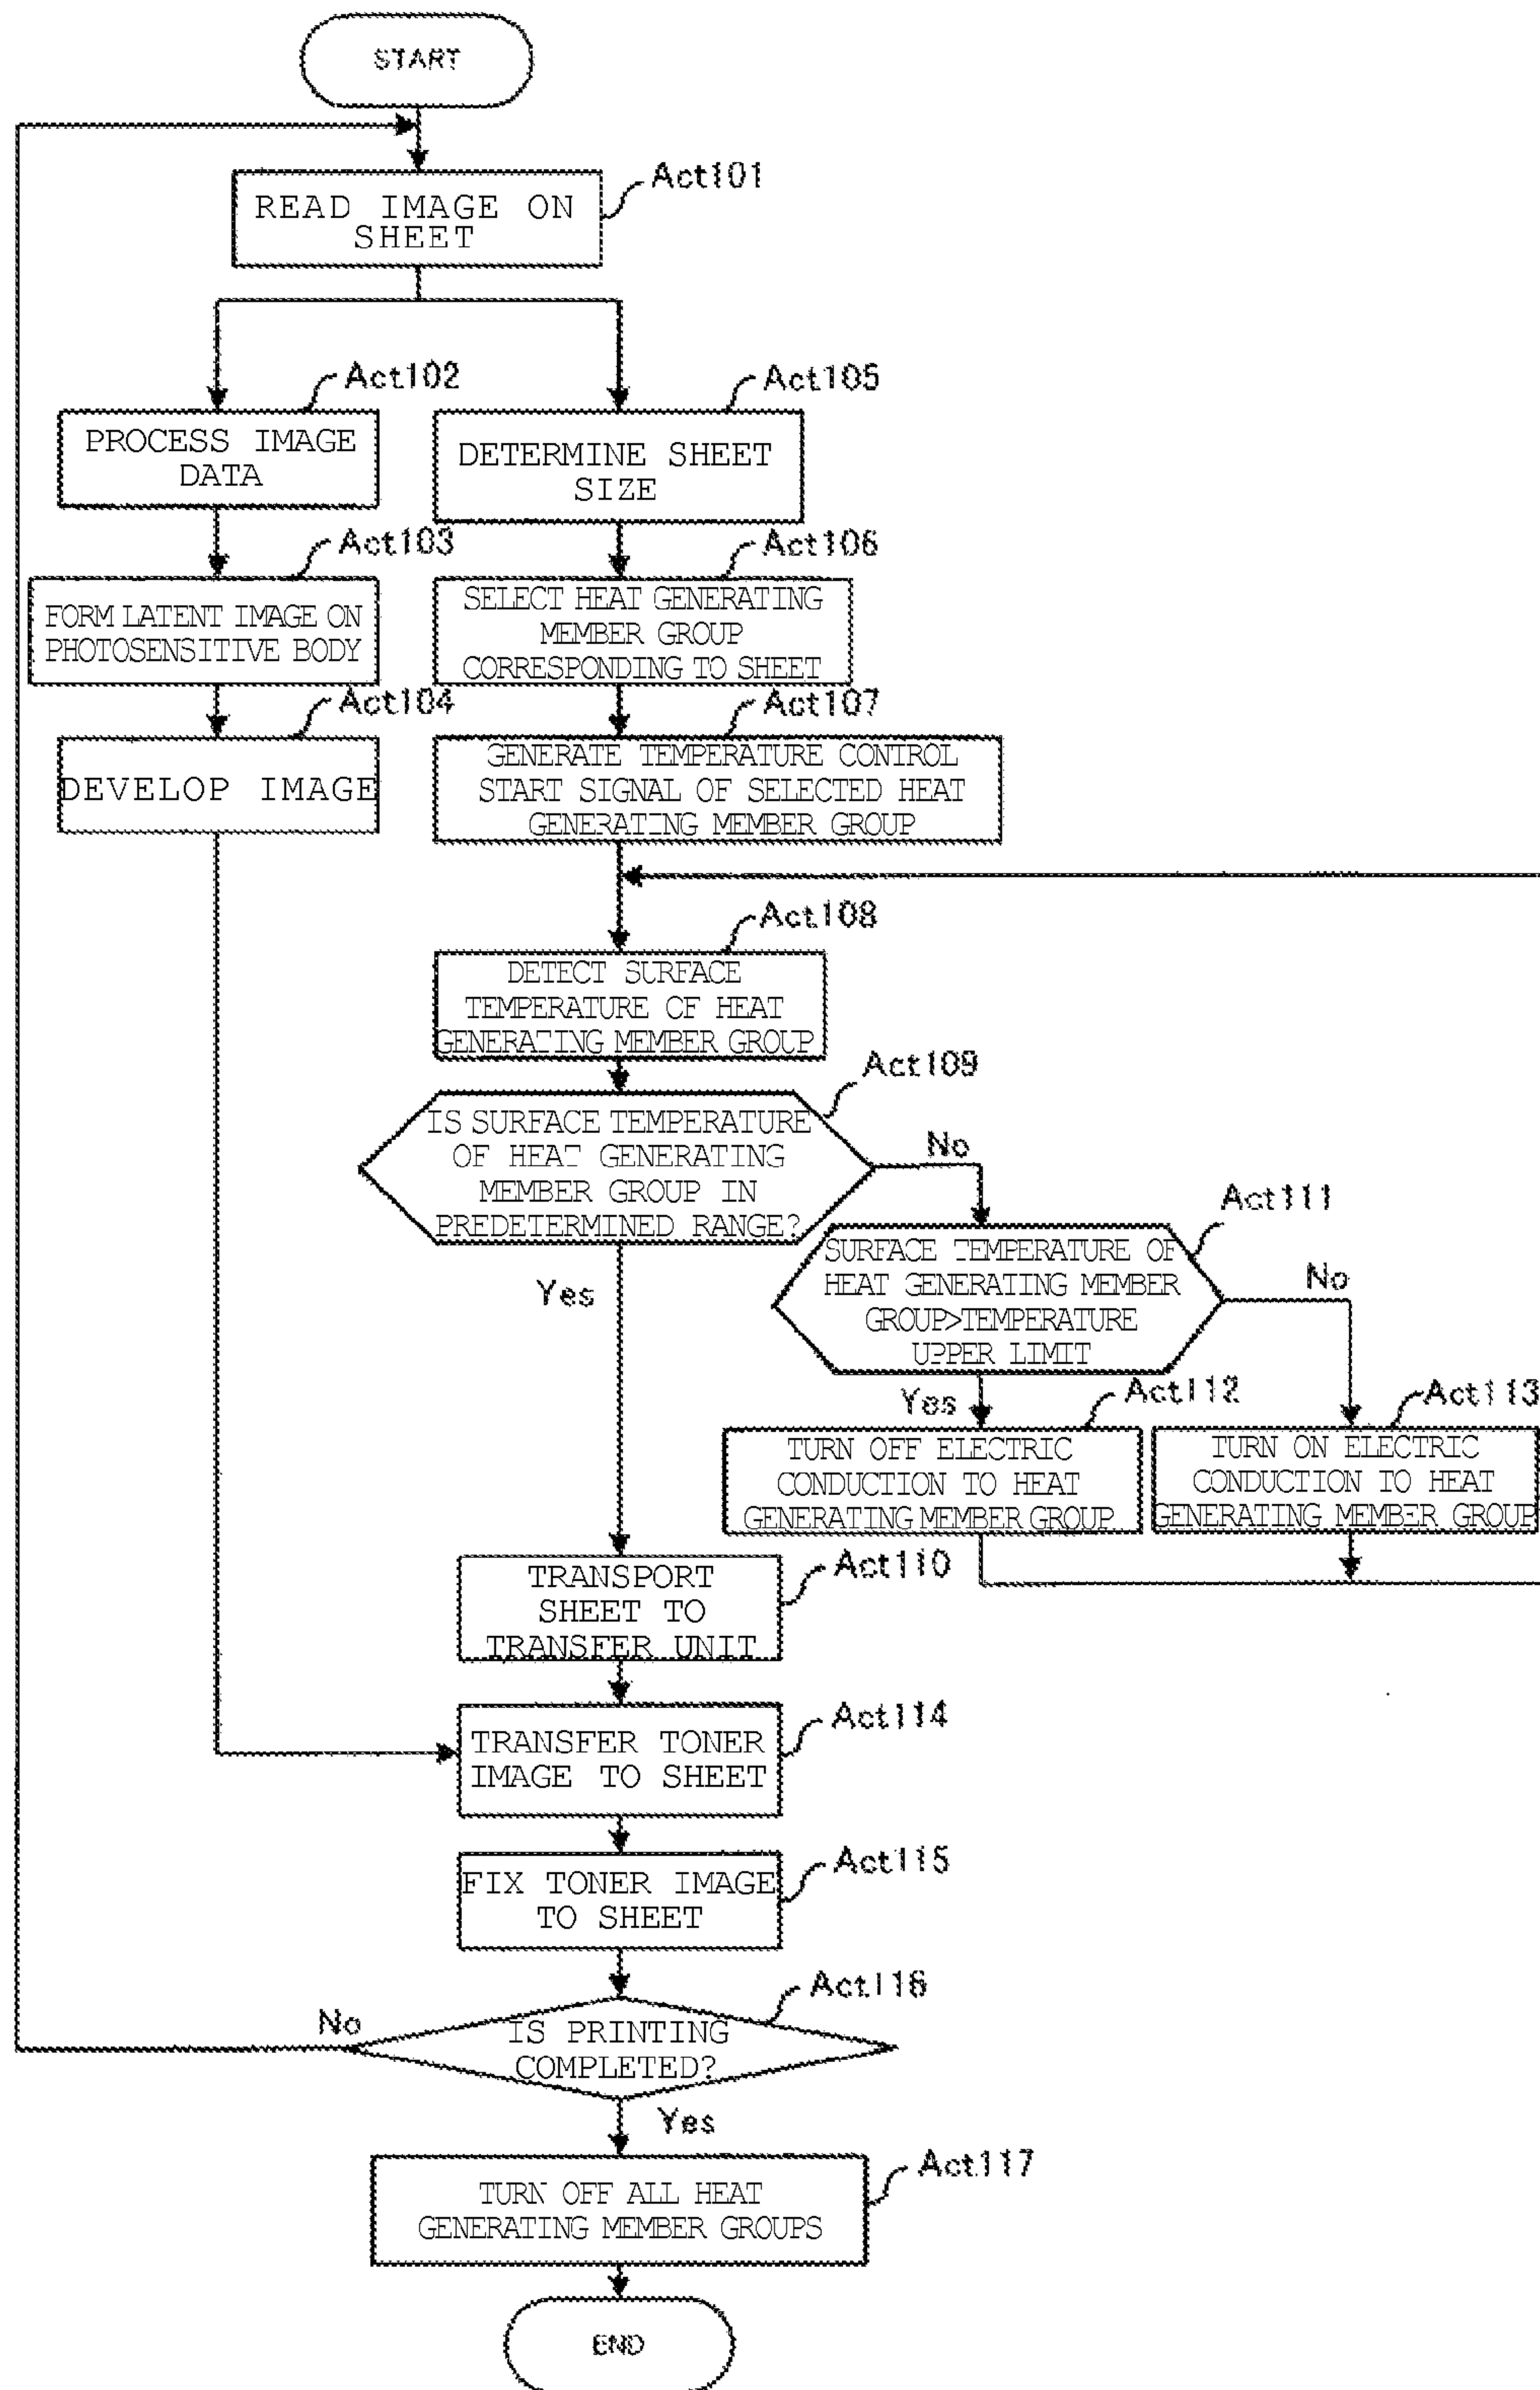 START
Act101
READ IMAGE ON
SHEET
Act102
PROCESS IMAGE
DATA
Act105
DETERMINE SHEET
SIZE
Act103
FORM LATENT IMAGE ON
PHOTOSENSITIVE BODY
Act106
SELECT HEAT GENERATING
MEMBER GROUP
CORRESPONDING TO SHEET
Act104
DEVELOP IMAGE
Act107
GENERATE TEMPERATURE CONTROL
START SIGNAL OF SELECTED HEAT
GENERATING MEMBER GROUP
Act108
DETECT SURFACE
TEMPERATURE OF HEAT
GENERATING MEMBER GROUP
Act109
IS SURFACE TEMPERATURE
OF HEAT GENERATING
MEMBER GROUP IN
PREDETERMINED RANGE?
No
Yes
Act111
SURFACE TEMPERATURE OF
HEAT GENERATING MEMBER
GROUP>TEMPERATURE
UPPER LIMIT
No
Yes
Act112
TURN OFF ELECTRIC
CONDUCTION TO HEAT
GENERATING MEMBER GROUP
Act113
TURN ON ELECTRIC
CONDUCTION TO HEAT
GENERATING MEMBER GROUP
Act110
TRANSPORT
SHEET TO
TRANSFER UNIT
Act114
TRANSFER TONER
IMAGE TO SHEET
Act115
FIX TONER IMAGE
TO SHEET
Act116
IS PRINTING
COMPLETED?
No
Yes
Act117
TURN OFF ALL HEAT
GENERATING MEMBER GROUPS
END